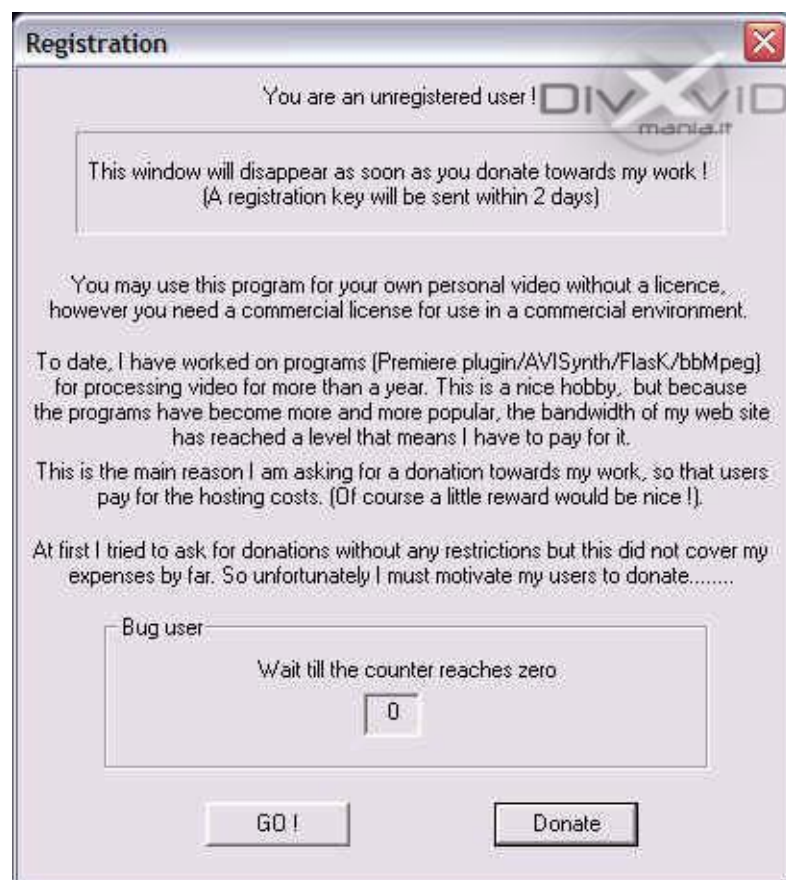 Registration
You are an unregistered user !
DIVXVID
mania.it
This window will disappear as soon as you donate towards my work !
(A registration key will be sent within 2 days)
You may use this program for your own personal video without a licence,
however you need a commercial license for use in a commercial environment.
To date, I have worked on programs (Premiere plugin/AVISynth/FlasK/bbMpeg)
for processing video for more than a year. This is a nice hobby, but because
the programs have become more and more popular, the bandwidth of my web site
has reached a level that means I have to pay for it.
This is the main reason I am asking for a donation towards my work, so that users
pay for the hosting costs. (Of course a little reward would be nice !).
At first I tried to ask for donations without any restrictions but this did not cover my
expenses by far. So unfortunately I must motivate my users to donate........
Bug user
Wait till the counter reaches zero
0
GO !
Donate